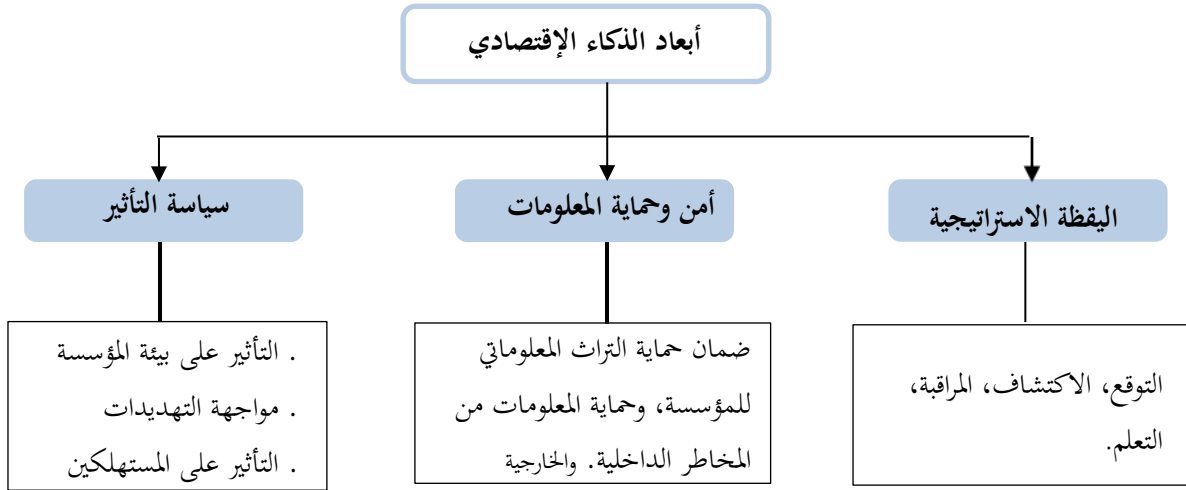 أبعاد الذكاء الإقتصادي
اليقظة الاستراتيجية
أمن وحماية المعلومات
سياسة التأثير
التوقع، الاكتشاف، المراقبة،
التعلم.
ضمان حماية التراث المعلوماتي
للمؤسسة، وحماية المعلومات من
المخاطر الداخلية. والخارجية
. التأثير على بيئة المؤسسة
. مواجهة التهديدات
. التأثير على المستهلكين